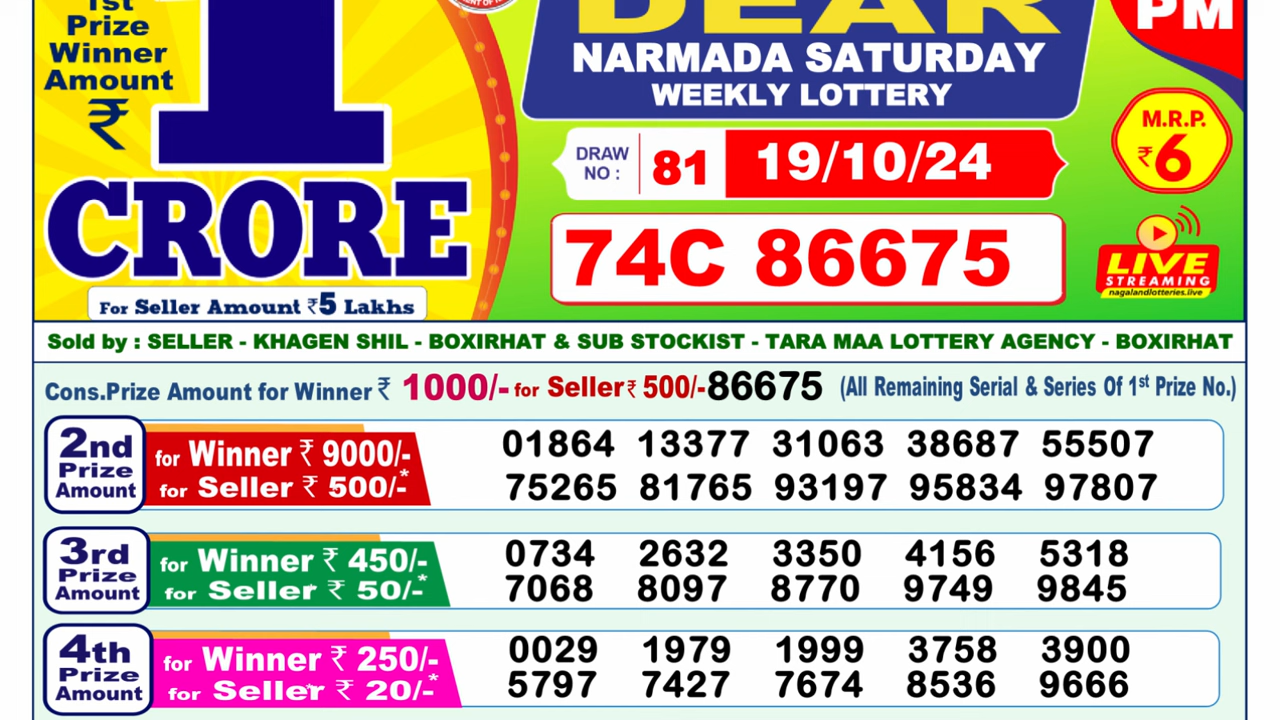 1st
Prize
Winner
Amount
₹
1
CRORE
For Seller Amount ₹5 Lakhs
DEAR
NARMADA SATURDAY
WEEKLY LOTTERY
PM
DRAW NO : 81 19/10/24
M.R.P.
₹6
74C 86675
LIVE
STREAMING
nagalandlotteries.live
Sold by : SELLER - KHAGEN SHIL - BOXIRHAT & SUB STOCKIST - TARA MAA LOTTERY AGENCY - BOXIRHAT
Cons.Prize Amount for Winner ₹ 1000/- for Seller ₹ 500/- 86675 (All Remaining Serial & Series Of 1st Prize No.)
2nd
Prize
Amount
for Winner ₹ 9000/-
for Seller ₹ 500/-*
01864 13377 31063 38687 55507
75265 81765 93197 95834 97807
3rd
Prize
Amount
for Winner ₹ 450/-
for Seller ₹ 50/-*
0734 2632 3350 4156 5318
7068 8097 8770 9749 9845
4th
Prize
Amount
for Winner ₹ 250/-
for Seller ₹ 20/-*
0029 1979 1999 3758 3900
5797 7427 7674 8536 9666